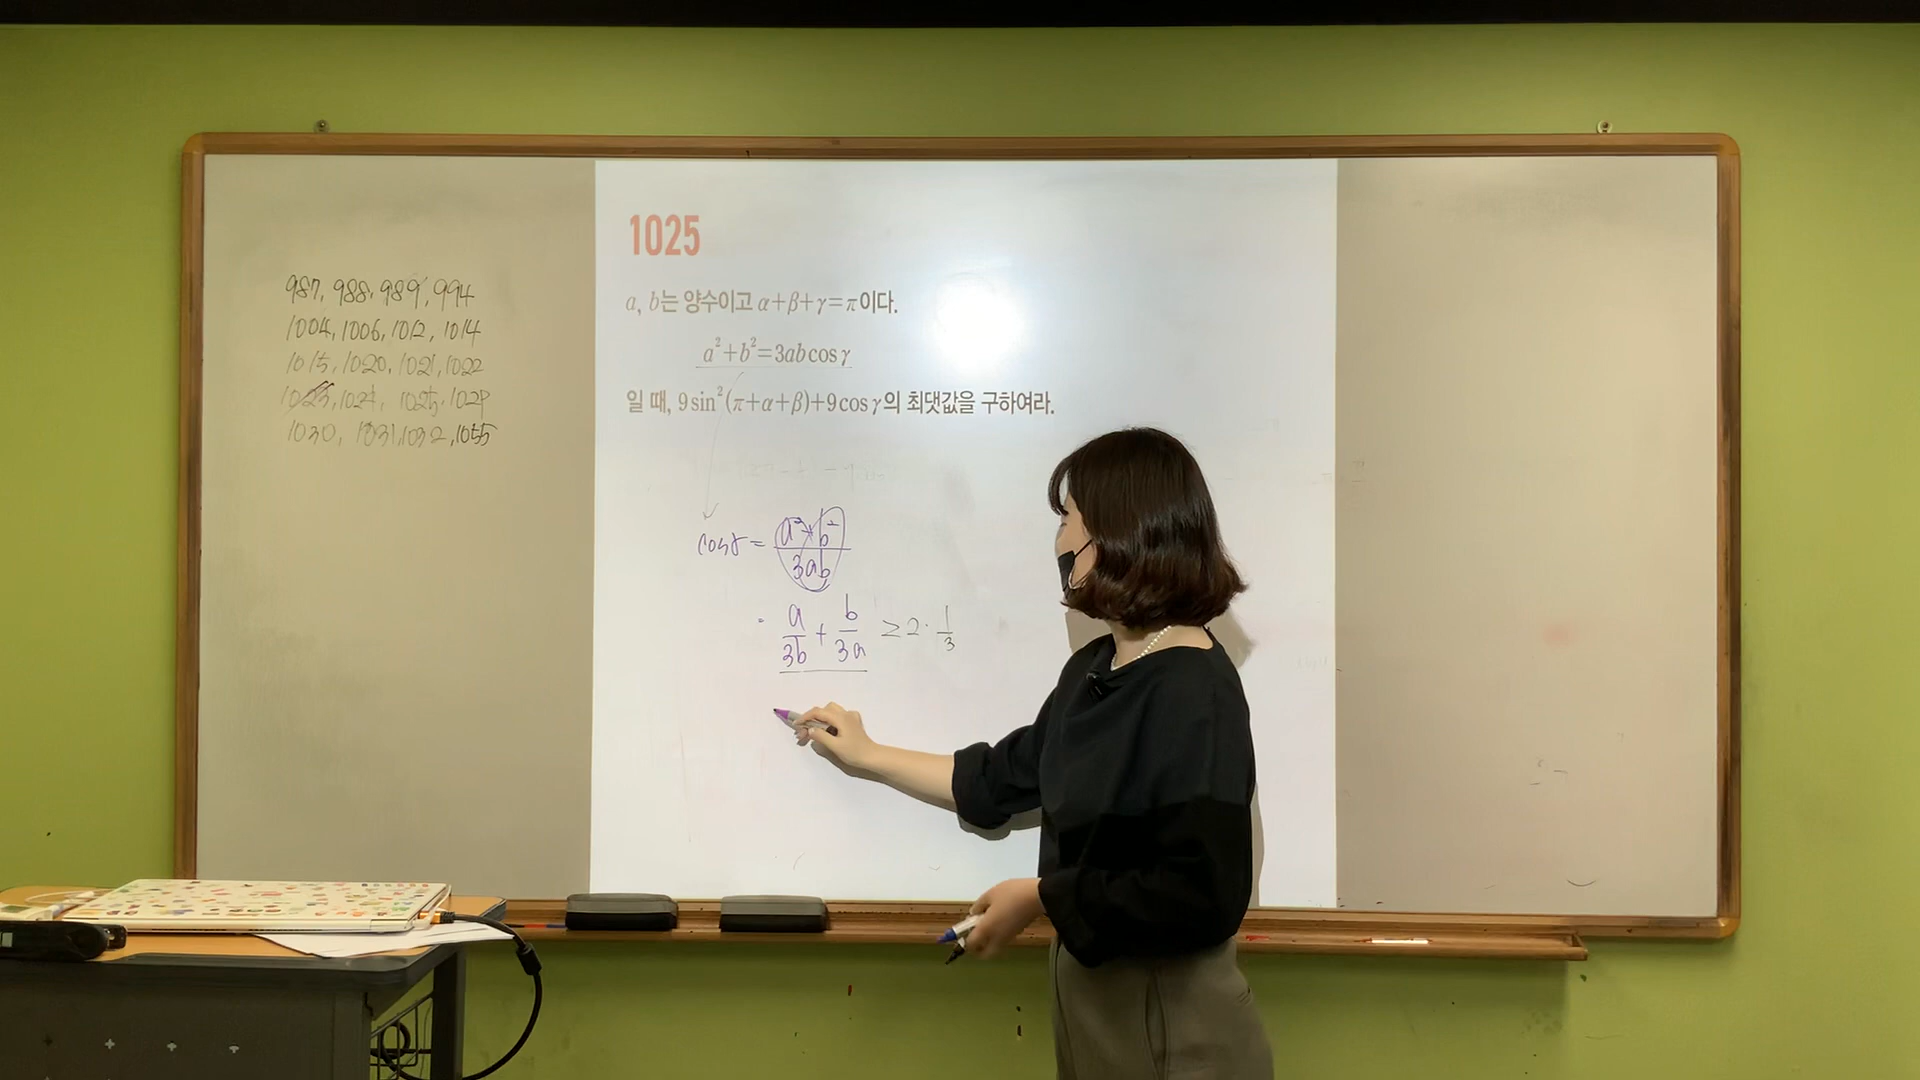 987, 988, 989, 994
1004, 1006, 1012, 1014
1015, 1020, 1021, 1022
1023, 1024, 1025, 1029
1030, 1031, 1032, 1055
1025
a, b는 양수이고 α+β+γ=π이다.
a²+b²=3ab cos γ
일 때, 9 sin²(π+α+β)+9 cos γ의 최댓값을 구하여라.
cos γ = (a²+b²)/3ab
= a/3b + b/3a ≥ 2 · 1/3